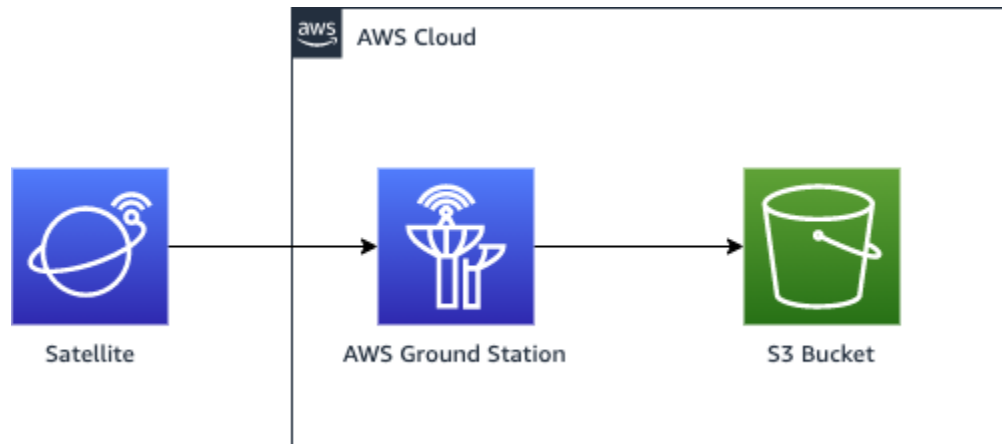 aws
AWS Cloud
Satellite
AWS Ground Station
S3 Bucket